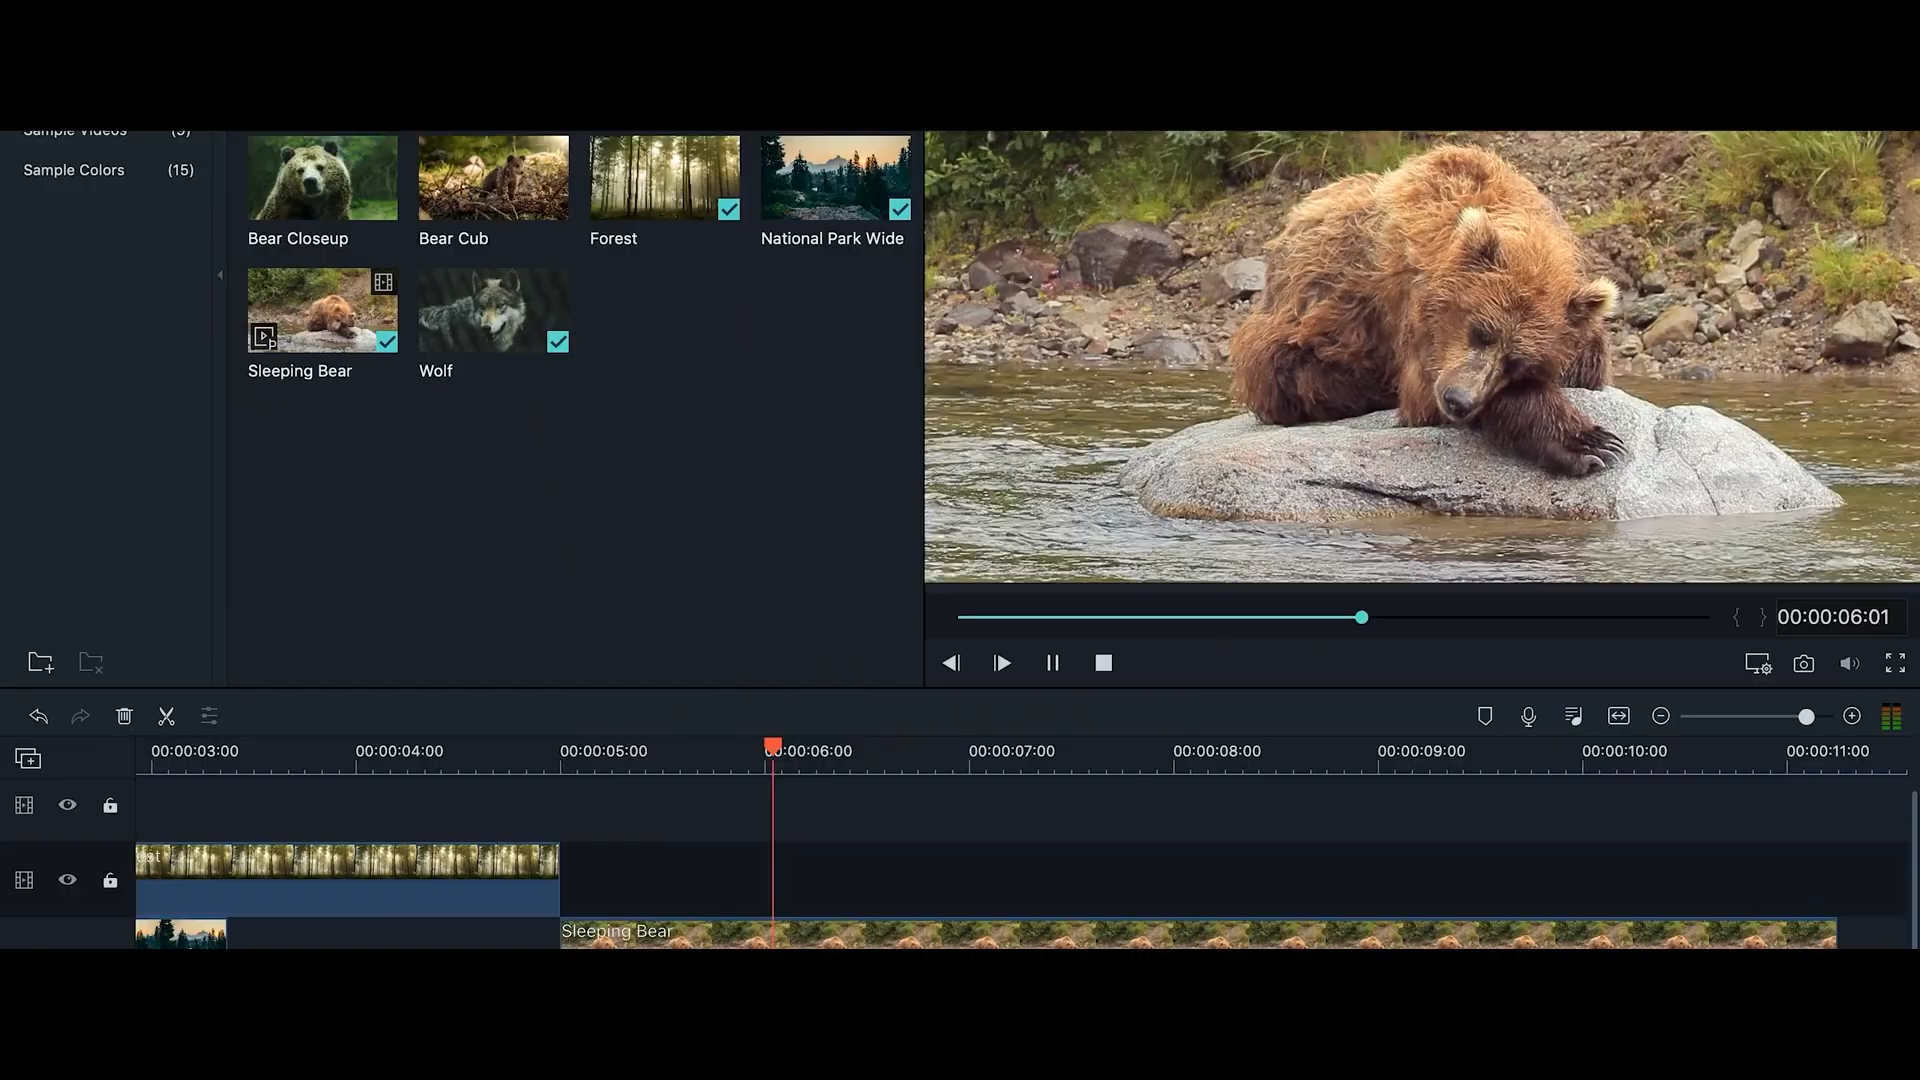 Sample Videos (9)
Sample Colors (15)
Bear Closeup
Bear Cub
Forest
National Park Wide
Sleeping Bear
Wolf
00:00:06:01
00:00:03:00 00:00:04:00 00:00:05:00 00:00:06:00 00:00:07:00 00:00:08:00 00:00:09:00 00:00:10:00 00:00:11:00
est
Sleeping Bear